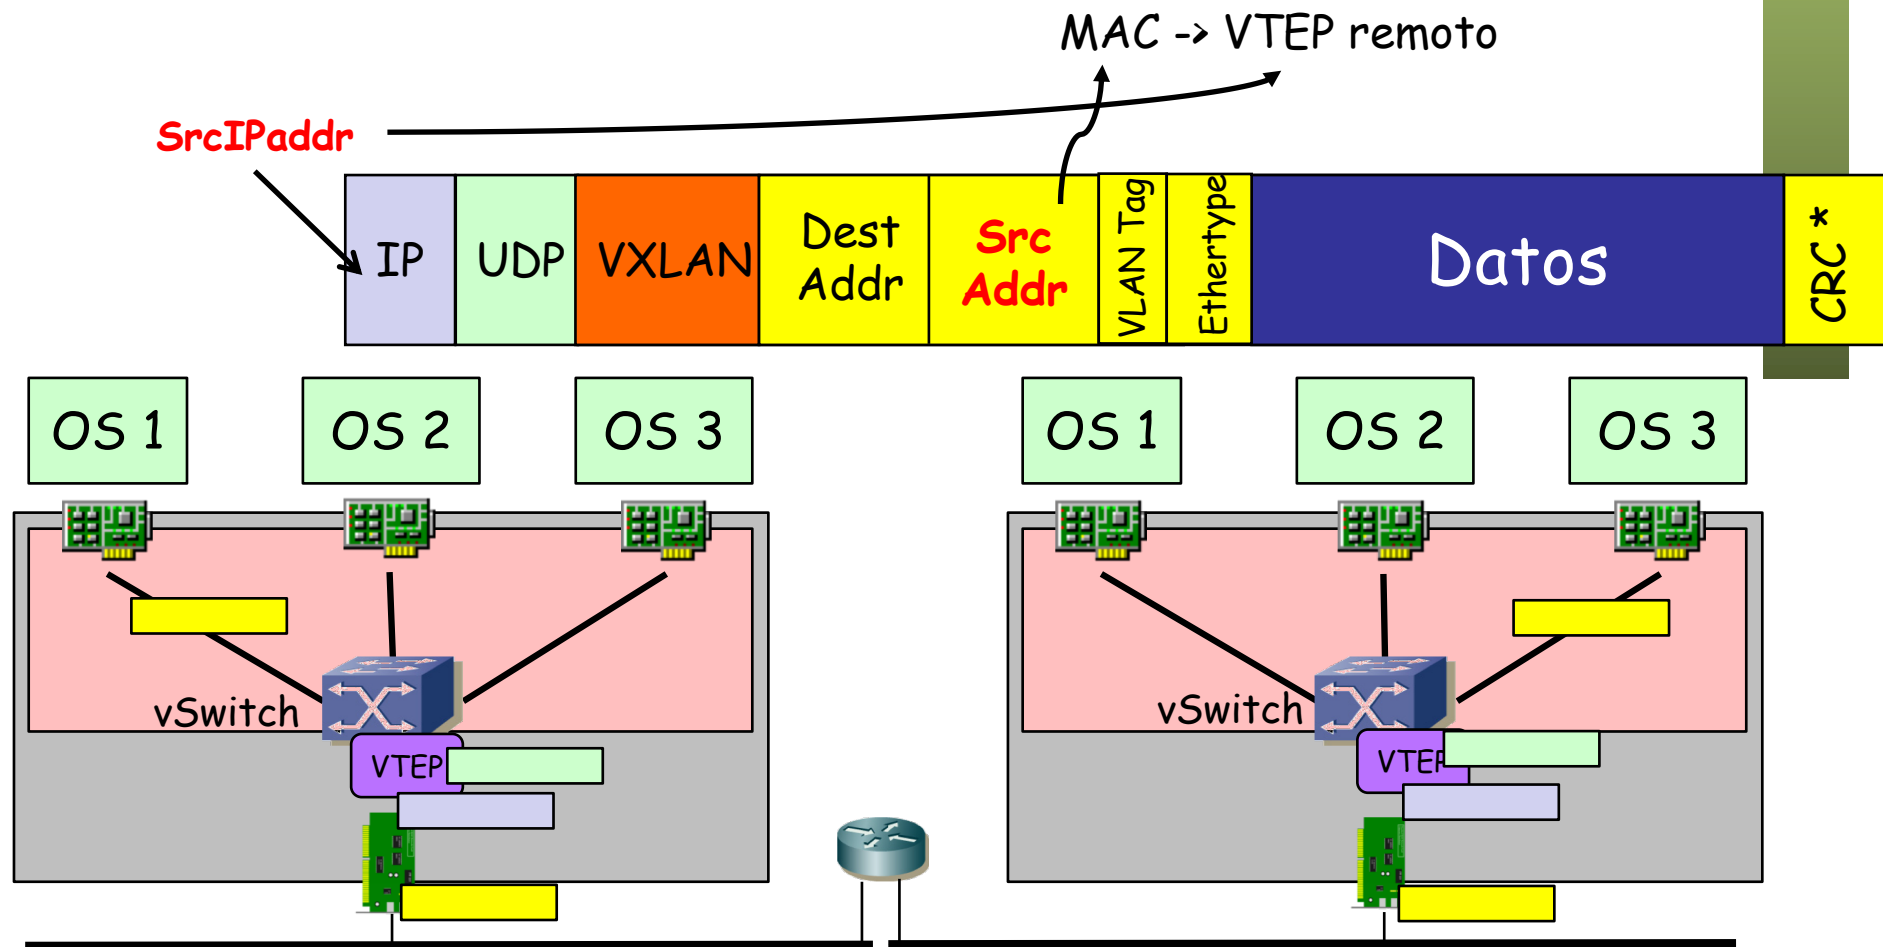 MAC -> VTEP remoto
SrcIPaddr
IP
UDP
VXLAN
Dest
Addr
Src
Addr
VLAN Tag
Ethertype
Datos
CRC *
OS 1
OS 2
OS 3
OS 1
OS 2
OS 3
vSwitch
vSwitch
VTEP
VTEP